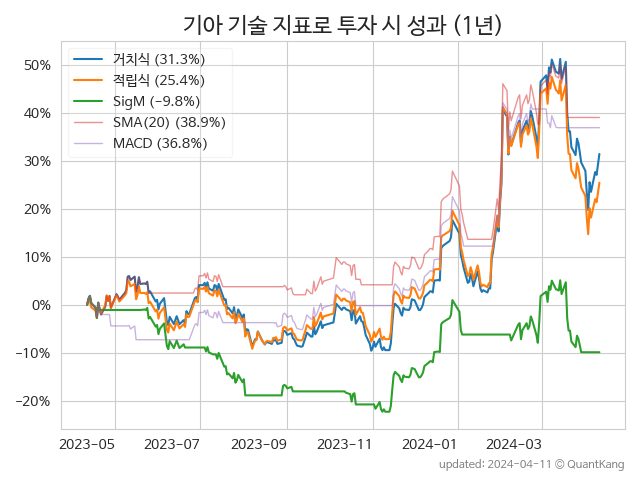 기아 기술 지표로 투자 시 성과 (1년)
거치식 (31.3%)
적립식 (25.4%)
SigM (−9.8%)
SMA(20) (38.9%)
MACD (36.8%)
50%
40%
30%
20%
10%
0%
−10%
−20%
2023-05 2023-07 2023-09 2023-11 2024-01 2024-03
updated: 2024-04-11 ⓒ QuantKang